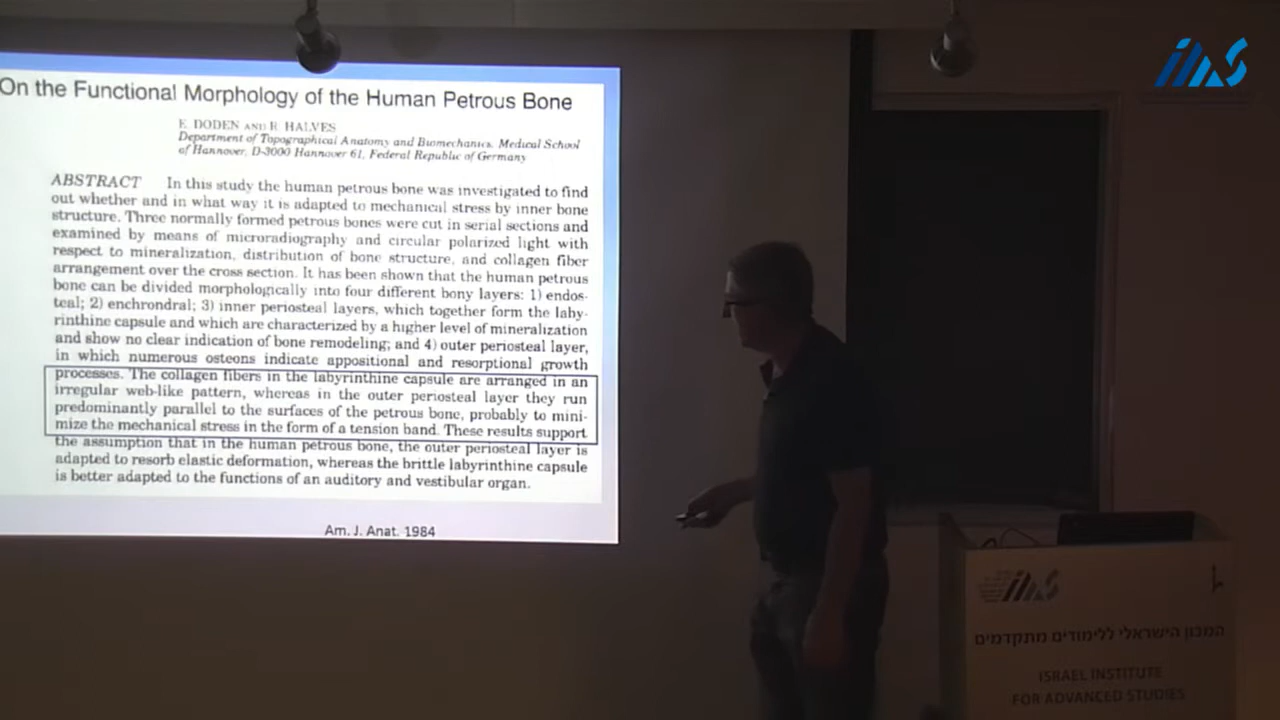 On the Functional Morphology of the Human Petrous Bone
E. DODEN AND R. HALVES
Department of Topographical Anatomy and Biomechanics, Medical School
of Hannover, D-3000 Hannover 61, Federal Republic of Germany
ABSTRACT In this study the human petrous bone was investigated to find
out whether and in what way it is adapted to mechanical stress by inner bone
structure. Three normally formed petrous bones were cut in serial sections and
examined by means of microradiography and circular polarized light with
respect to mineralization, distribution of bone structure, and collagen fiber
arrangement over the cross section. It has been shown that the human petrous
bone can be divided morphologically into four different bony layers: 1) endos-
teal; 2) enchrondral; 3) inner periosteal layers, which together form the laby-
rinthine capsule and which are characterized by a higher level of mineralization
and show no clear indication of bone remodeling; and 4) outer periosteal layer,
in which numerous osteons indicate appositional and resorptional growth
processes. The collagen fibers in the labyrinthine capsule are arranged in an
irregular web-like pattern, whereas in the outer periosteal layer they run
predominantly parallel to the surfaces of the petrous bone, probably to mini-
mize the mechanical stress in the form of a tension band. These results support
the assumption that in the human petrous bone, the outer periosteal layer is
adapted to resorb elastic deformation, whereas the brittle labyrinthine capsule
is better adapted to the functions of an auditory and vestibular organ.
Am. J. Anat. 1984
IIAS
IIAS
המכון הישראלי ללימודים מתקדמים
ISRAEL INSTITUTE
FOR ADVANCED STUDIES